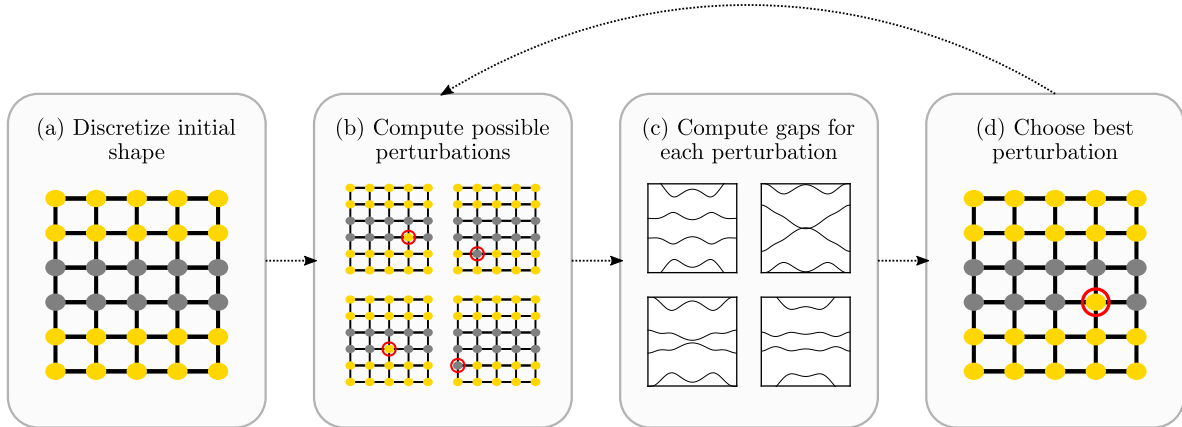 (a) Discretize initial
shape
(b) Compute possible
perturbations
(c) Compute gaps for
each perturbation
(d) Choose best
perturbation